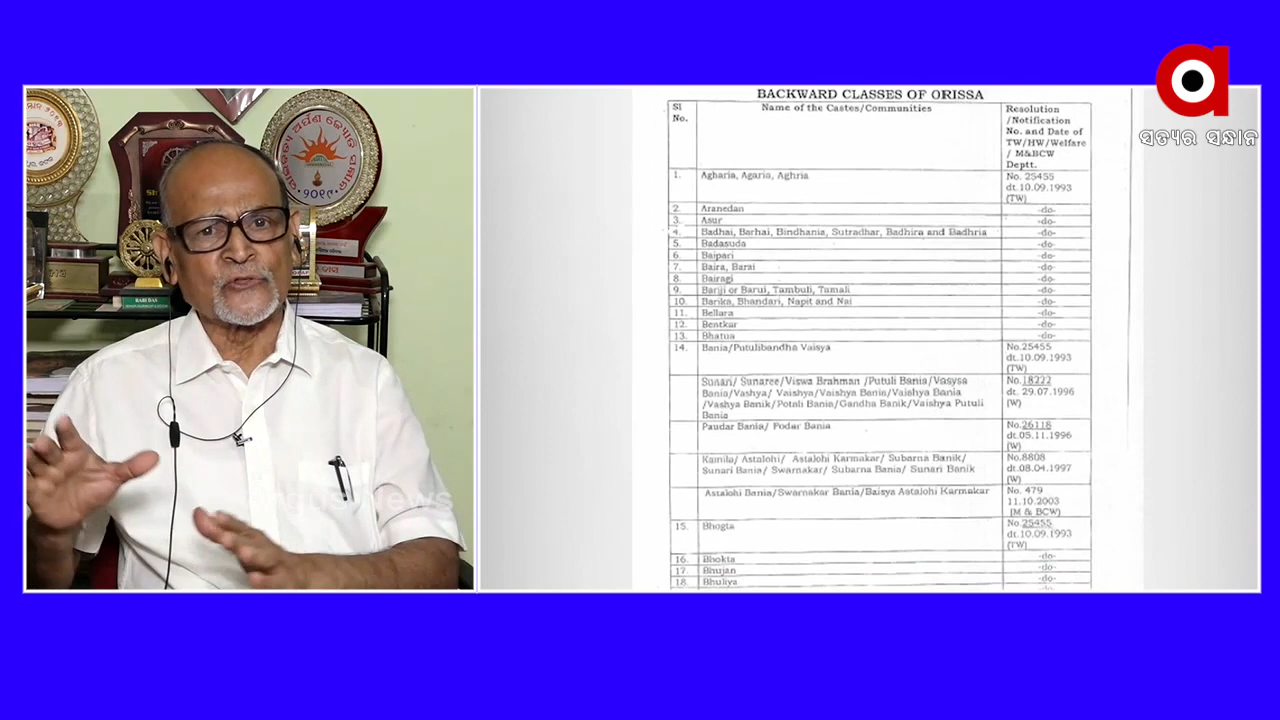 ସତ୍ୟର ସନ୍ଧାନ
BACKWARD CLASSES OF ORISSA
Sl No.
Name of the Castes/Communities
Resolution /Notification No. and Date of TW/HW/Welfare / M&BCW Deptt.
1. Agharia, Agaria, Aghria No. 25455 dt.10.09.1993 (TW)
2. Aranedan -do-
3. Asur -do-
4. Badhai, Barhai, Bindhania, Sutradhar, Badhira and Badhria -do-
5. Badasuda -do-
6. Baipari -do-
7. Baira, Barai -do-
8. Bairagi -do-
9. Bariji or Barui, Tambuli, Tamali -do-
10. Barika, Bhandari, Napit and Nai -do-
11. Bellara -do-
12. Bentkar -do-
13. Bhatua -do-
14. Bania/Putulibandha Vaisya No.25455 dt.10.09.1993 (TW)
Sunari/ Sunaree/Viswa Brahman /Putuli Bania/Vasysa
Bania/Vashya/ Vaishya/Vaishya Bania/Vaishya Bania
/Vashya Banik/Potali Bania/Gandha Banik/Vaishya Putuli
Bania
No.18222 dt. 29.07.1996 (W)
Paudar Bania/ Podar Bania No.26118 dt.05.11.1996 (W)
Kamila/ Astalohi/ Astalohi Karmakar/ Subarna Banik/
Sunari Bania/ Swarnakar/ Subarna Bania/ Sunari Banik
No.8808 dt.08.04.1997 (W)
Astalohi Bania/Swarnakar Bania/Baisya Astalohi Karmakar No. 479 11.10.2003 (M & BCW)
15. Bhogta No.25455 dt.10.09.1993 (TW)
16. Bhokta -do-
17. Bhujan -do-
18. Bhuliya -do-
News